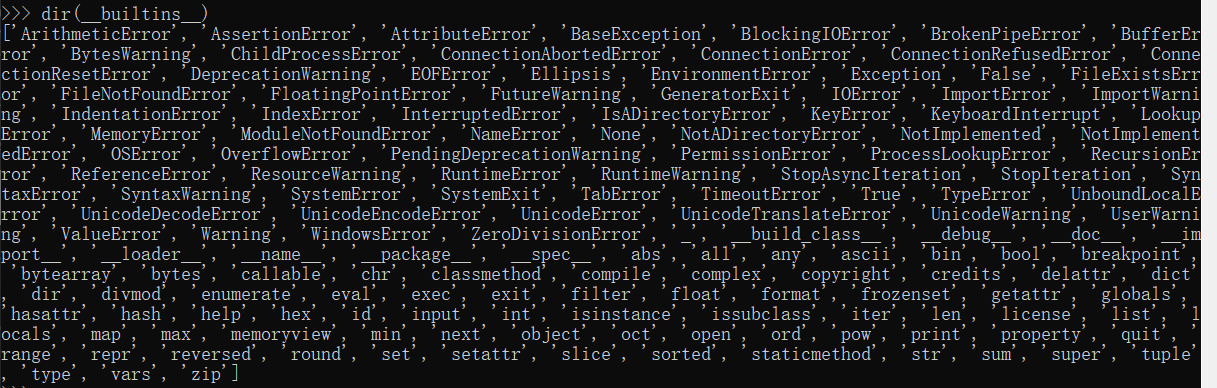 >>> dir(__builtins__)
['ArithmeticError', 'AssertionError', 'AttributeError', 'BaseException', 'BlockingIOError', 'BrokenPipeError', 'BufferEr
ror', 'BytesWarning', 'ChildProcessError', 'ConnectionAbortedError', 'ConnectionError', 'ConnectionRefusedError', 'Conne
ctionResetError', 'DeprecationWarning', 'EOFError', 'Ellipsis', 'EnvironmentError', 'Exception', 'False', 'FileExistsErr
or', 'FileNotFoundError', 'FloatingPointError', 'FutureWarning', 'GeneratorExit', 'IOError', 'ImportError', 'ImportWarni
ng', 'IndentationError', 'IndexError', 'InterruptedError', 'IsADirectoryError', 'KeyError', 'KeyboardInterrupt', 'Lookup
Error', 'MemoryError', 'ModuleNotFoundError', 'NameError', 'None', 'NotADirectoryError', 'NotImplemented', 'NotImplement
edError', 'OSError', 'OverflowError', 'PendingDeprecationWarning', 'PermissionError', 'ProcessLookupError', 'RecursionEr
ror', 'ReferenceError', 'ResourceWarning', 'RuntimeError', 'RuntimeWarning', 'StopAsyncIteration', 'StopIteration', 'Syn
taxError', 'SyntaxWarning', 'SystemError', 'SystemExit', 'TabError', 'TimeoutError', 'True', 'TypeError', 'UnboundLocalE
rror', 'UnicodeDecodeError', 'UnicodeEncodeError', 'UnicodeError', 'UnicodeTranslateError', 'UnicodeWarning', 'UserWarni
ng', 'ValueError', 'Warning', 'WindowsError', 'ZeroDivisionError', '_', '__build_class__', '__debug__', '__doc__', '__im
port__', '__loader__', '__name__', '__package__', '__spec__', 'abs', 'all', 'any', 'ascii', 'bin', 'bool', 'breakpoint',
 'bytearray', 'bytes', 'callable', 'chr', 'classmethod', 'compile', 'complex', 'copyright', 'credits', 'delattr', 'dict'
, 'dir', 'divmod', 'enumerate', 'eval', 'exec', 'exit', 'filter', 'float', 'format', 'frozenset', 'getattr', 'globals',
'hasattr', 'hash', 'help', 'hex', 'id', 'input', 'int', 'isinstance', 'issubclass', 'iter', 'len', 'license', 'list', 'l
ocals', 'map', 'max', 'memoryview', 'min', 'next', 'object', 'oct', 'open', 'ord', 'pow', 'print', 'property', 'quit', '
range', 'repr', 'reversed', 'round', 'set', 'setattr', 'slice', 'sorted', 'staticmethod', 'str', 'sum', 'super', 'tuple'
, 'type', 'vars', 'zip']